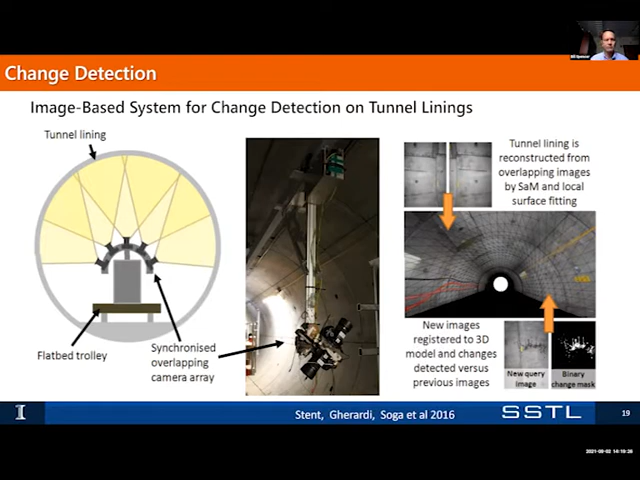 Bill Spencer
Change Detection
Image-Based System for Change Detection on Tunnel Linings
Tunnel lining
Flatbed trolley
Synchronised
overlapping
camera array
Tunnel lining is
reconstructed from
overlapping images
by SaM and local
surface fitting
New images
registered to 3D
model and changes
detected versus
previous images
New query
image
Binary
change mask
I
Stent, Gherardi, Soga et al 2016
SSTL
19
2021-08-02 14:19:26